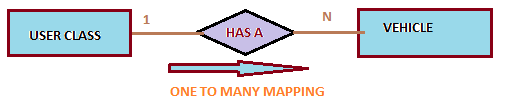 USER CLASS
1
HAS A
N
VEHICLE
ONE TO MANY MAPPING